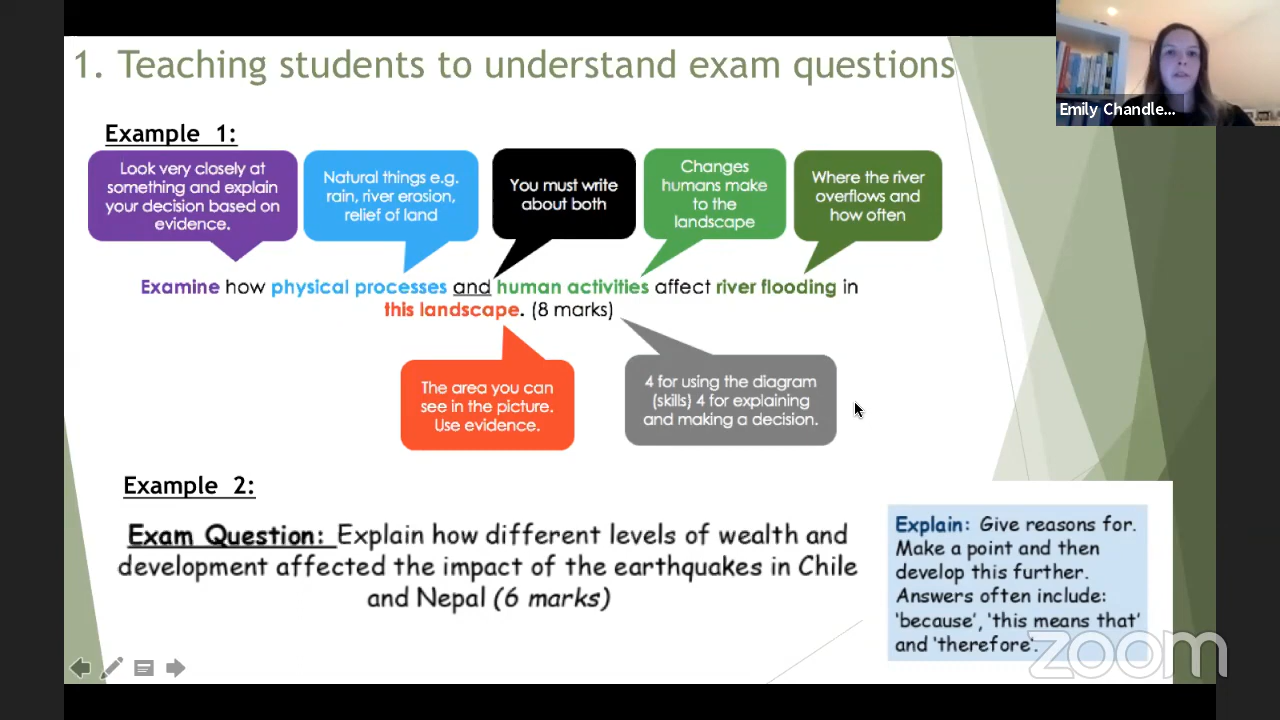 1. Teaching students to understand exam questions
Emily Chandle...
Example 1:
Look very closely at
something and explain
your decision based on
evidence.
Natural things e.g.
rain, river erosion,
relief of land
You must write
about both
Changes
humans make
to the
landscape
Where the river
overflows and
how often
Examine how physical processes and human activities affect river flooding in
this landscape. (8 marks)
The area you can
see in the picture.
Use evidence.
4 for using the diagram
(skills) 4 for explaining
and making a decision.
Example 2:
Exam Question: Explain how different levels of wealth and
development affected the impact of the earthquakes in Chile
and Nepal (6 marks)
Explain: Give reasons for.
Make a point and then
develop this further.
Answers often include:
‘because’, ‘this means that’
and ‘therefore’.
zoom